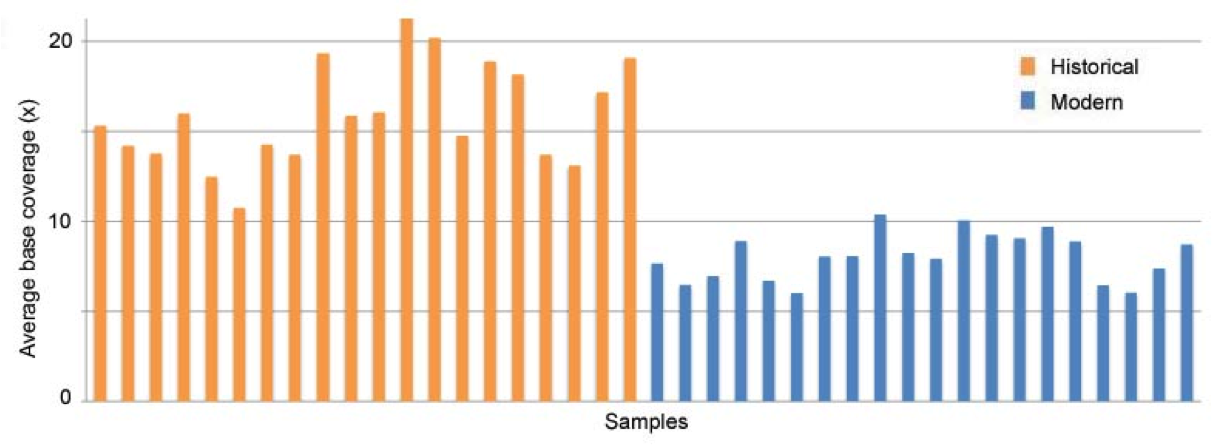 20
10
0
Average base coverage (x)
Historical
Modern
Samples